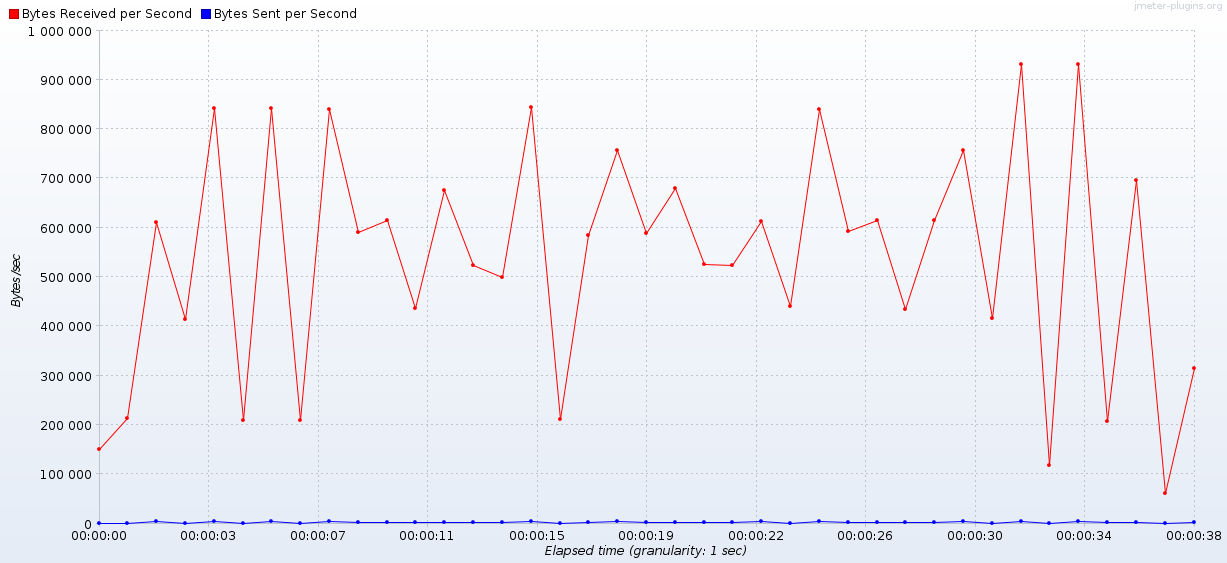 Bytes Received per Second Bytes Sent per Second
jmeter-plugins.org
1 000 000
900 000
800 000
700 000
600 000
500 000
400 000
300 000
200 000
100 000
0
Bytes/sec
00:00:00 00:00:03 00:00:07 00:00:11 00:00:15 00:00:19 00:00:22 00:00:26 00:00:30 00:00:34 00:00:38
Elapsed time (granularity: 1 sec)